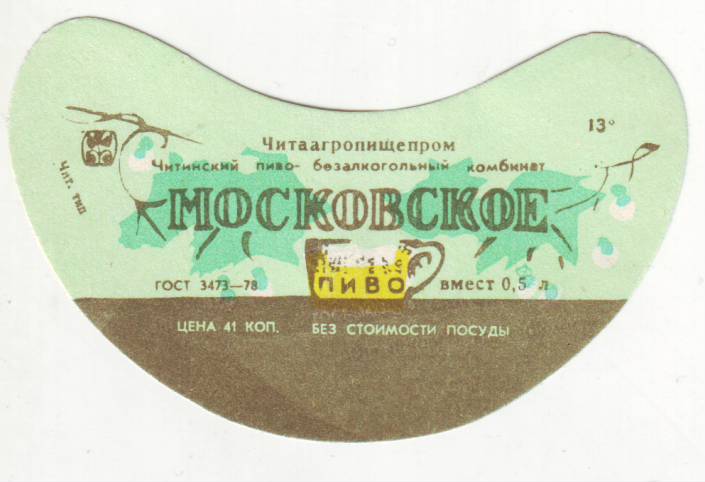 13°
Читаагропищепром
Читинский пиво-безалкогольный комбинат
Чит. тип
МОСКОВСКОЕ
ГОСТ 3473—78
ПИВО
вмест 0,5 л
ЦЕНА 41 КОП. БЕЗ СТОИМОСТИ ПОСУДЫ